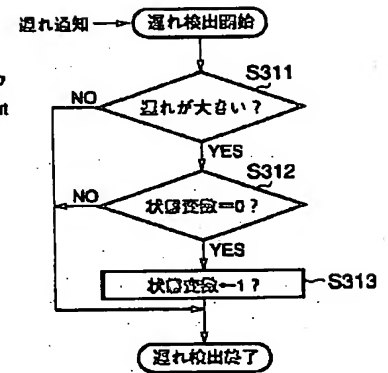 遅れ通知
遅れ検出開始
S311
遅れが大きい？
NO
YES
S312
状態変数=0？
NO
YES
状態変数←1？
S313
遅れ検出終了